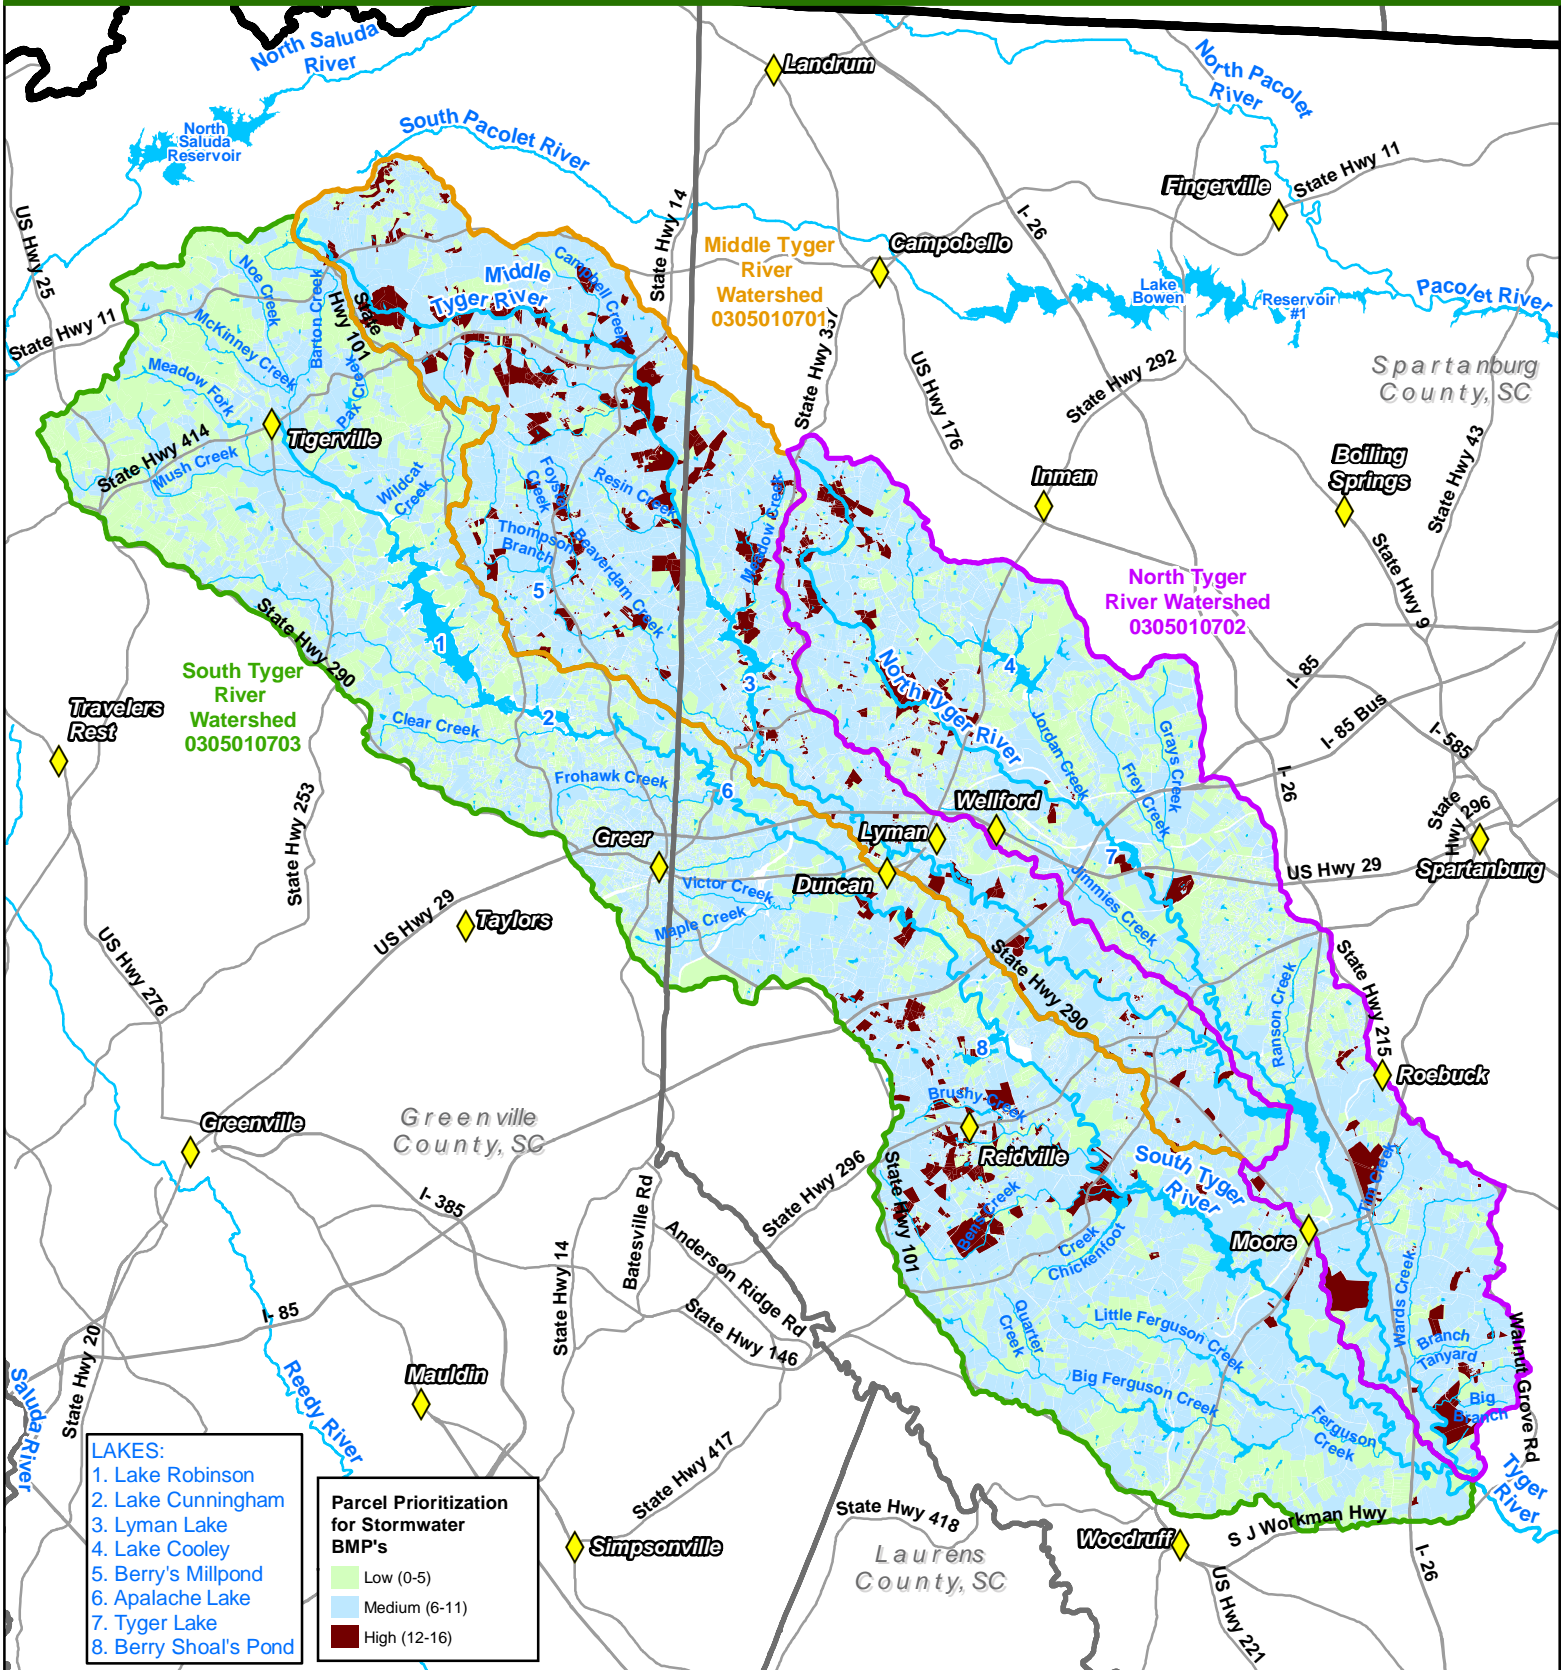 North Saluda
River
Landrum
North Pacolet
River
South Pacolet River
North
Saluda
Reservoir
State Hwy 11
Fingerville
US Hwy 25
State Hwy 14
I- 26
Campobello
Middle Tyger
River
Watershed
0305010701
Noe Creek
Barton Creek
Campbell Creek
Middle
Tyger River
State
Hwy 101
Lake
Bowen
Reservoir
#1
Pacolet River
State Hwy 11
McKinney Creek
Meadow Fork
Pax Creek
State Hwy 357
US Hwy 176
State Hwy 292
Spartanburg
County, SC
Tigerville
State Hwy 414
Mush Creek
Wildcat
Creek
Foyster
Creek
Resin Creek
Meadow Creek
Inman
Boiling
Springs
State Hwy 43
Thompson
Branch
Beaverdam Creek
5
State Hwy 9
North Tyger
River Watershed
0305010702
State Hwy 290
1
4
I- 85
South Tyger
River
Watershed
0305010703
3
North Tyger River
Travelers
Rest
Clear Creek
2
Jordan Creek
Grays Creek
I- 85 Bus
I- 585
Frohawk Creek
6
Frey Creek
I- 26
State Hwy 253
Wellford
State
Hwy 296
Greer
Lyman
7
US Hwy 29
Spartanburg
Victor Creek
Duncan
Jimmies Creek
Maple Creek
US Hwy 29
Taylors
US Hwy 276
State Hwy 290
Ranson Creek
State Hwy 215
8
Roebuck
Greenville
Greenville
County, SC
Brushy Creek
Reidville
South Tyger
River
Tim Creek
State Hwy 296
State Hwy 101
Bens Creek
I- 385
Batesville Rd
Anderson Ridge Rd
State Hwy 14
Creek
Chickenfoot
Moore
Wards Creek
I- 85
State Hwy 20
State Hwy 146
Quarter
Creek
Little Ferguson Creek
Branch
Tanyard
Walnut Grove Rd
Saluda River
Reedy River
Mauldin
Big Ferguson Creek
Big
Branch
Ferguson
Creek
Tyger
River
State Hwy 417
State Hwy 418
S J Workman Hwy
Simpsonville
Woodruff
Laurens
County, SC
I- 26
US Hwy 221
LAKES:
1. Lake Robinson
2. Lake Cunningham
3. Lyman Lake
4. Lake Cooley
5. Berry's Millpond
6. Apalache Lake
7. Tyger Lake
8. Berry Shoal's Pond
Parcel Prioritization
for Stormwater
BMP's
Low (0-5)
Medium (6-11)
High (12-16)